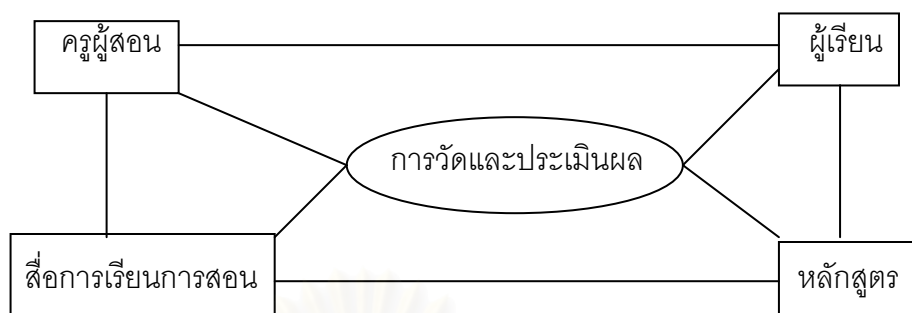 ครูผู้สอน
ผู้เรียน
การวัดและประเมินผล
สื่อการเรียนการสอน
หลักสูตร